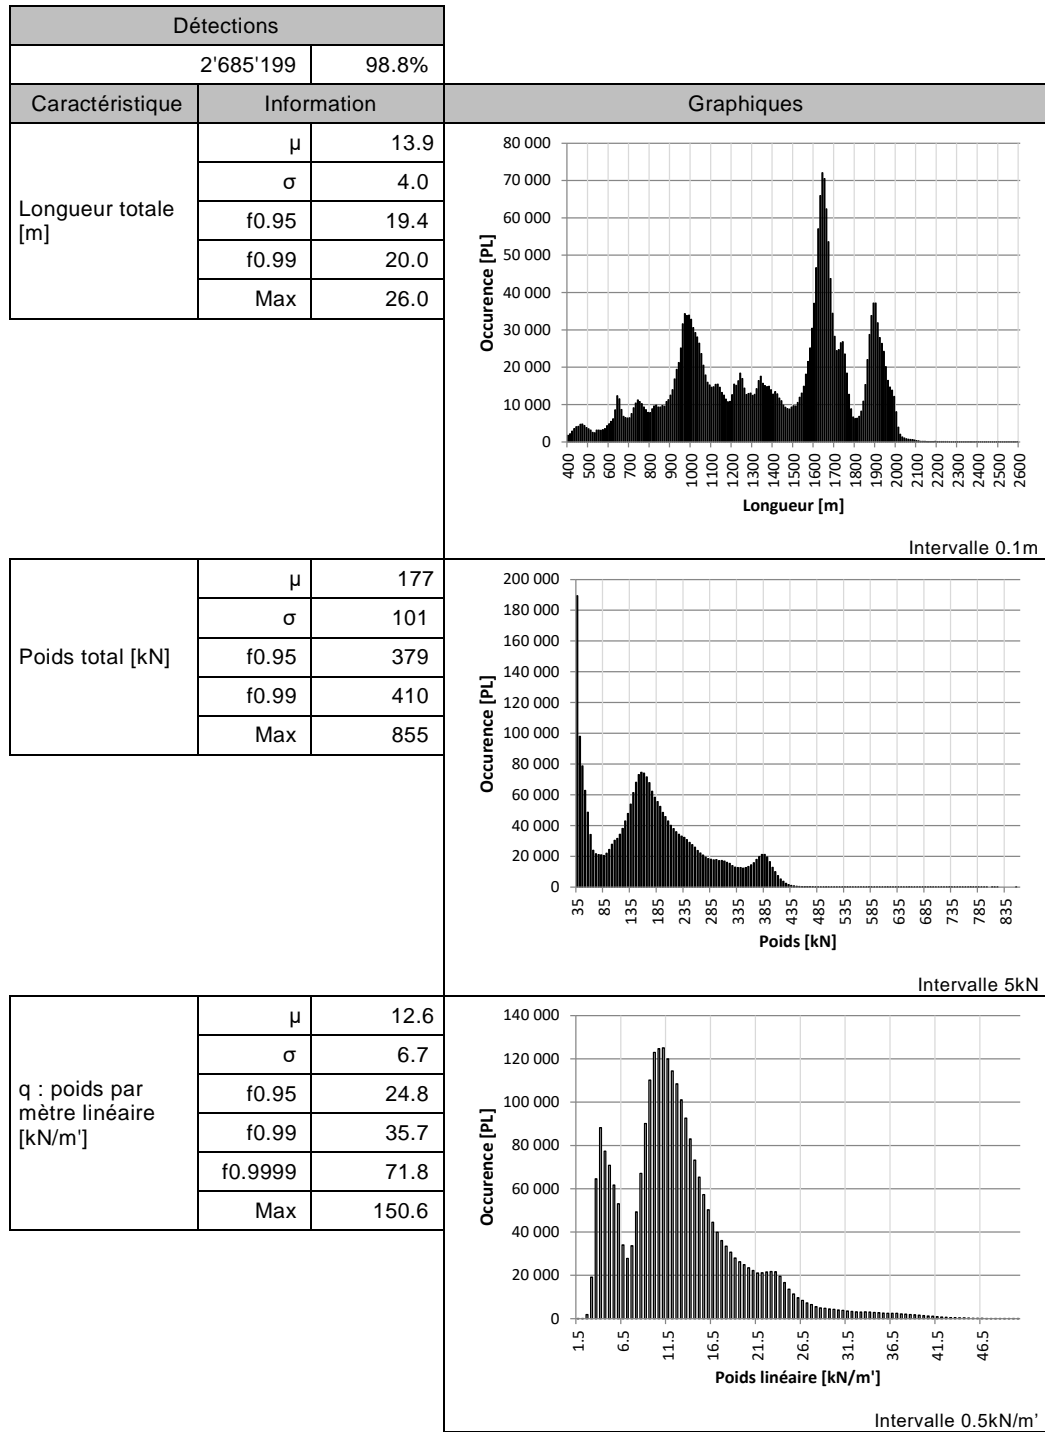 Détections
2'685'199 98.8%
Caractéristique Information Graphiques
Longueur totale
[m]
µ 13.9
σ 4.0
f0.95 19.4
f0.99 20.0
Max 26.0
80 000
70 000
60 000
50 000
40 000
30 000
20 000
10 000
0
Occurence [PL]
400 500 600 700 800 900 1000 1100 1200 1300 1400 1500 1600 1700 1800 1900 2000 2100 2200 2300 2400 2500 2600
Longueur [m]
Intervalle 0.1m
Poids total [kN]
µ 177
σ 101
f0.95 379
f0.99 410
Max 855
200 000
180 000
160 000
140 000
120 000
100 000
80 000
60 000
40 000
20 000
0
Occurence [PL]
35 85 135 185 235 285 335 385 435 485 535 585 635 685 735 785 835
Poids [kN]
Intervalle 5kN
q : poids par
mètre linéaire
[kN/m']
µ 12.6
σ 6.7
f0.95 24.8
f0.99 35.7
f0.9999 71.8
Max 150.6
140 000
120 000
100 000
80 000
60 000
40 000
20 000
0
Occurence [PL]
1.5 6.5 11.5 16.5 21.5 26.5 31.5 36.5 41.5 46.5
Poids linéaire [kN/m']
Intervalle 0.5kN/m’